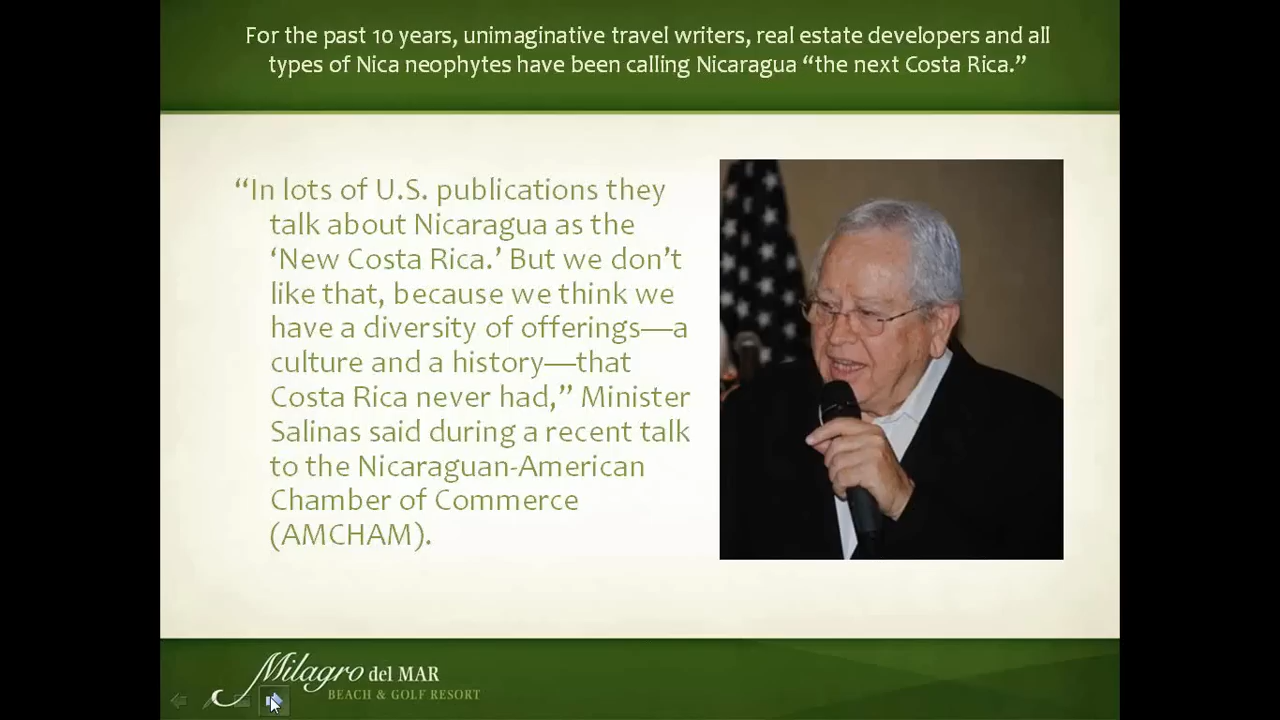 For the past 10 years, unimaginative travel writers, real estate developers and all
types of Nica neophytes have been calling Nicaragua “the next Costa Rica.”
“In lots of U.S. publications they
talk about Nicaragua as the
‘New Costa Rica.’ But we don’t
like that, because we think we
have a diversity of offerings—a
culture and a history—that
Costa Rica never had,” Minister
Salinas said during a recent talk
to the Nicaraguan-American
Chamber of Commerce
(AMCHAM).
Milagro del MAR
BEACH & GOLF RESORT